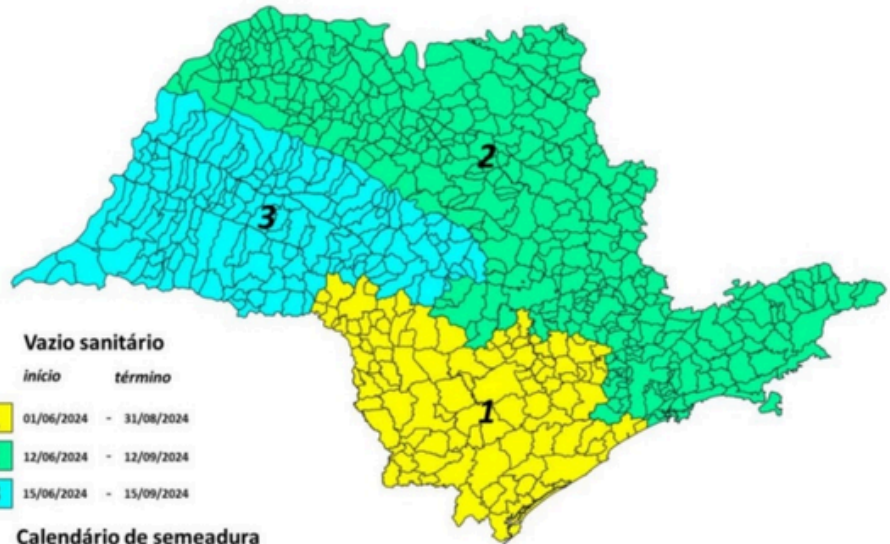 2
3
1
Vazio sanitário
início término
01/06/2024 - 31/08/2024
12/06/2024 - 12/09/2024
15/06/2024 - 15/09/2024
Calendário de semeadura